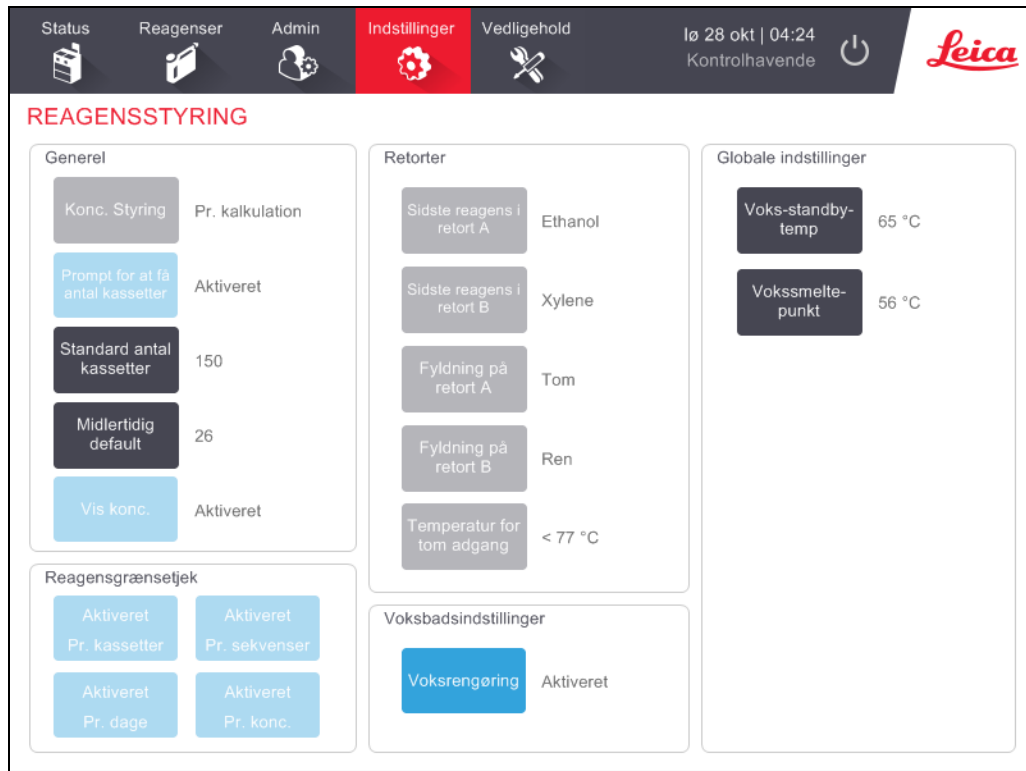 Status Reagenser Admin Indstillinger Vedligehold
lø 28 okt | 04:24
Kontrolhavende
Leica
REAGENSSTYRING
Generel
Konc. Styring Pr. kalkulation
Prompt for at få
antal kassetter
Aktiveret
Standard antal
kassetter
150
Midlertidig
default
26
Vis konc. Aktiveret
Reagensgrænsetjek
Aktiveret
Pr. kassetter
Aktiveret
Pr. sekvenser
Aktiveret
Pr. dage
Aktiveret
Pr. konc.
Retorter
Sidste reagens i
retort A
Ethanol
Sidste reagens i
retort B
Xylene
Fyldning på
retort A
Tom
Fyldning på
retort B
Ren
Temperatur for
tom adgang
< 77 °C
Voksbadsindstillinger
Voksrengøring Aktiveret
Globale indstillinger
Voks-standby-
temp
65 °C
Vokssmelte-
punkt
56 °C